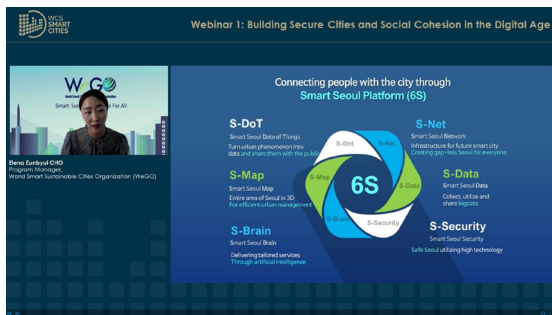 WCS
SMART
CITIES
Webinar 1: Building Secure Cities and Social Cohesion in the Digital Age
WeGO
Smart Sus
s For All
Elena Eunbyul CHO
Program Manager,
World Smart Sustainable Cities Organization (WeGO)
Connecting people with the city through
Smart Seoul Platform (6S)
S-DoT
Smart Seoul Data of Things
Turn urban phenomenon into
data and share them with the public
S-Map
Smart Seoul Map
Entire area of Seoul in 3D
For efficient urban management
S-Brain
Smart Seoul Brain
Delivering tailored services
Through artificial intelligence
S-Dot
S-Net
S-Map
6S
S-Data
S-Brain
S-Security
S-Net
Smart Seoul Network
Infrastructure for future smart city
Creating gap-less Seoul for everyone
S-Data
Smart Seoul Data
Collect, utilize and
share bigdata
S-Security
Smart Seoul Security
Safe Seoul utilizing high technology